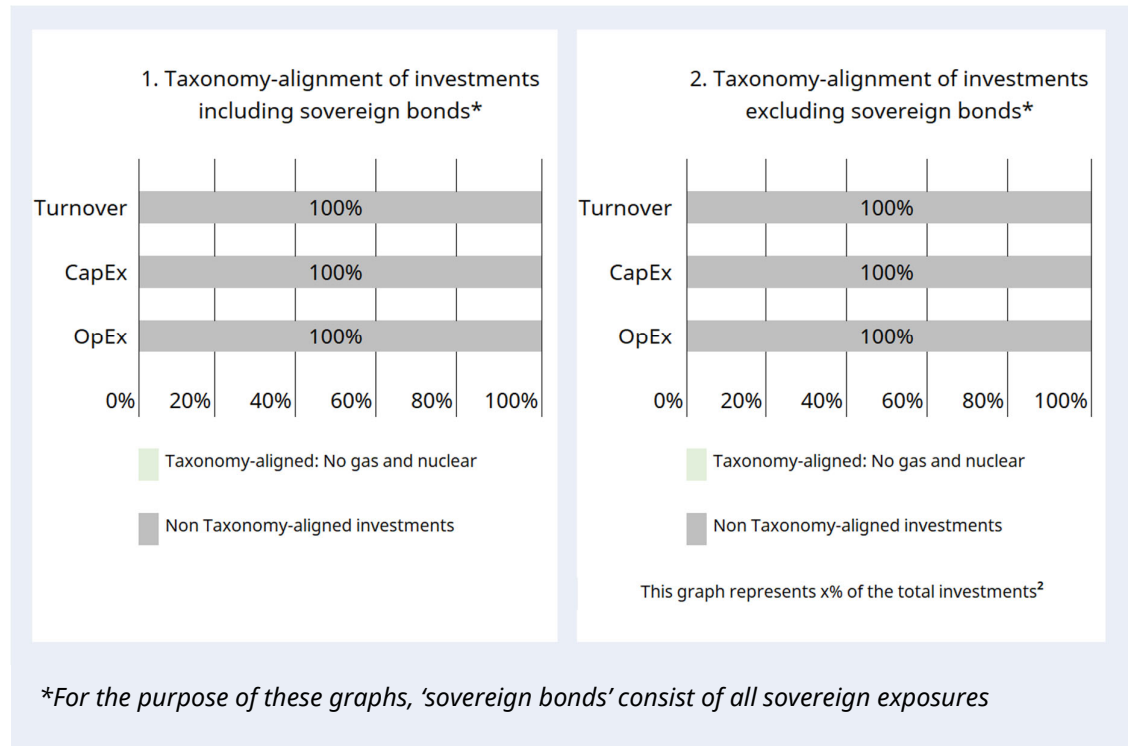 1. Taxonomy-alignment of investments
including sovereign bonds*
Turnover 100%
CapEx 100%
OpEx 100%
0% 20% 40% 60% 80% 100%
Taxonomy-aligned: No gas and nuclear
Non Taxonomy-aligned investments
2. Taxonomy-alignment of investments
excluding sovereign bonds*
Turnover 100%
CapEx 100%
OpEx 100%
0% 20% 40% 60% 80% 100%
Taxonomy-aligned: No gas and nuclear
Non Taxonomy-aligned investments
This graph represents x% of the total investments²
*For the purpose of these graphs, ‘sovereign bonds’ consist of all sovereign exposures